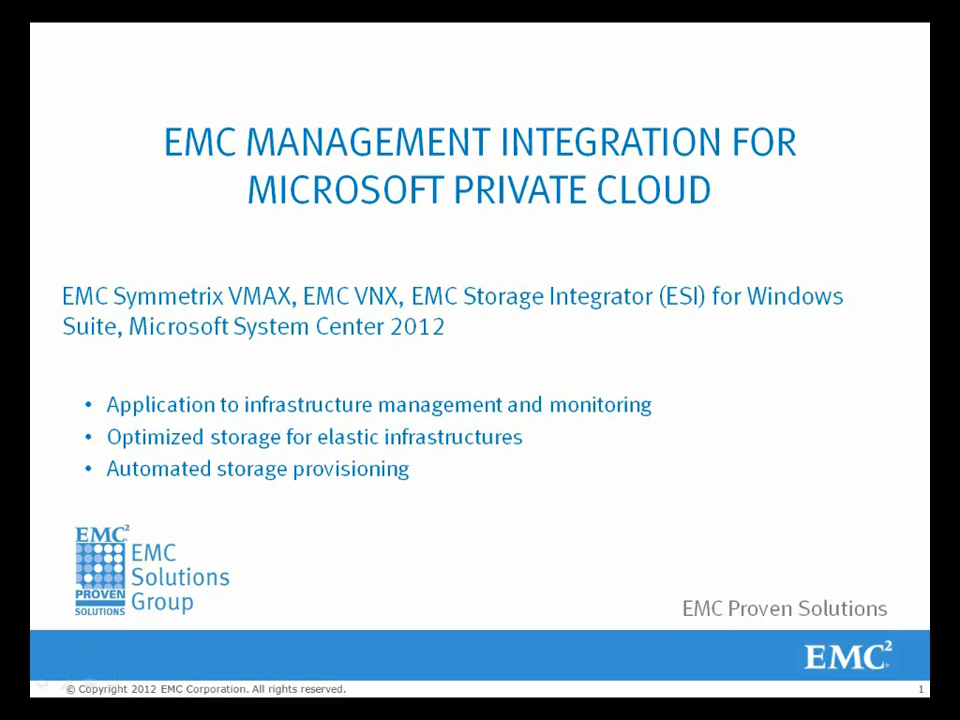 EMC MANAGEMENT INTEGRATION FOR
MICROSOFT PRIVATE CLOUD
EMC Symmetrix VMAX, EMC VNX, EMC Storage Integrator (ESI) for Windows
Suite, Microsoft System Center 2012
• Application to infrastructure management and monitoring
• Optimized storage for elastic infrastructures
• Automated storage provisioning
EMC²
PROVEN
SOLUTIONS
EMC
Solutions
Group
EMC Proven Solutions
EMC²
© Copyright 2012 EMC Corporation. All rights reserved.
1